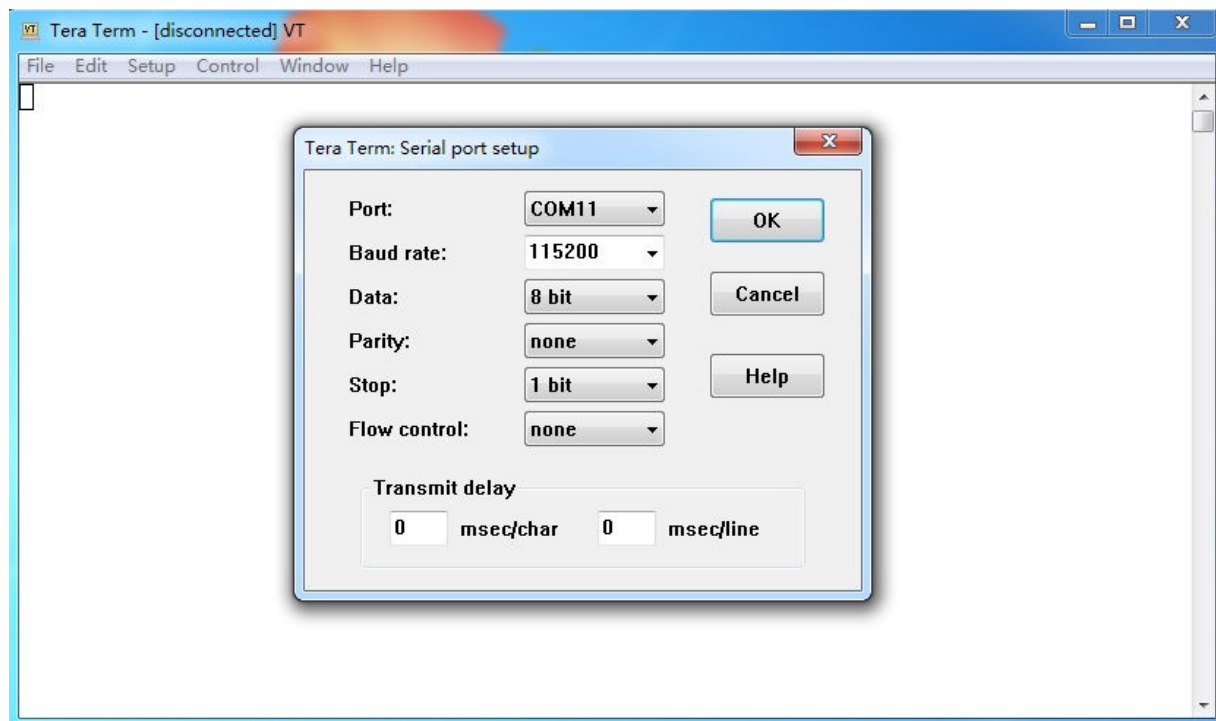 VT Tera Term - [disconnected] VT
File Edit Setup Control Window Help
Tera Term: Serial port setup
Port: COM11
OK
Baud rate: 115200
Data: 8 bit
Cancel
Parity: none
Stop: 1 bit
Help
Flow control: none
Transmit delay
0 msec/char 0 msec/line